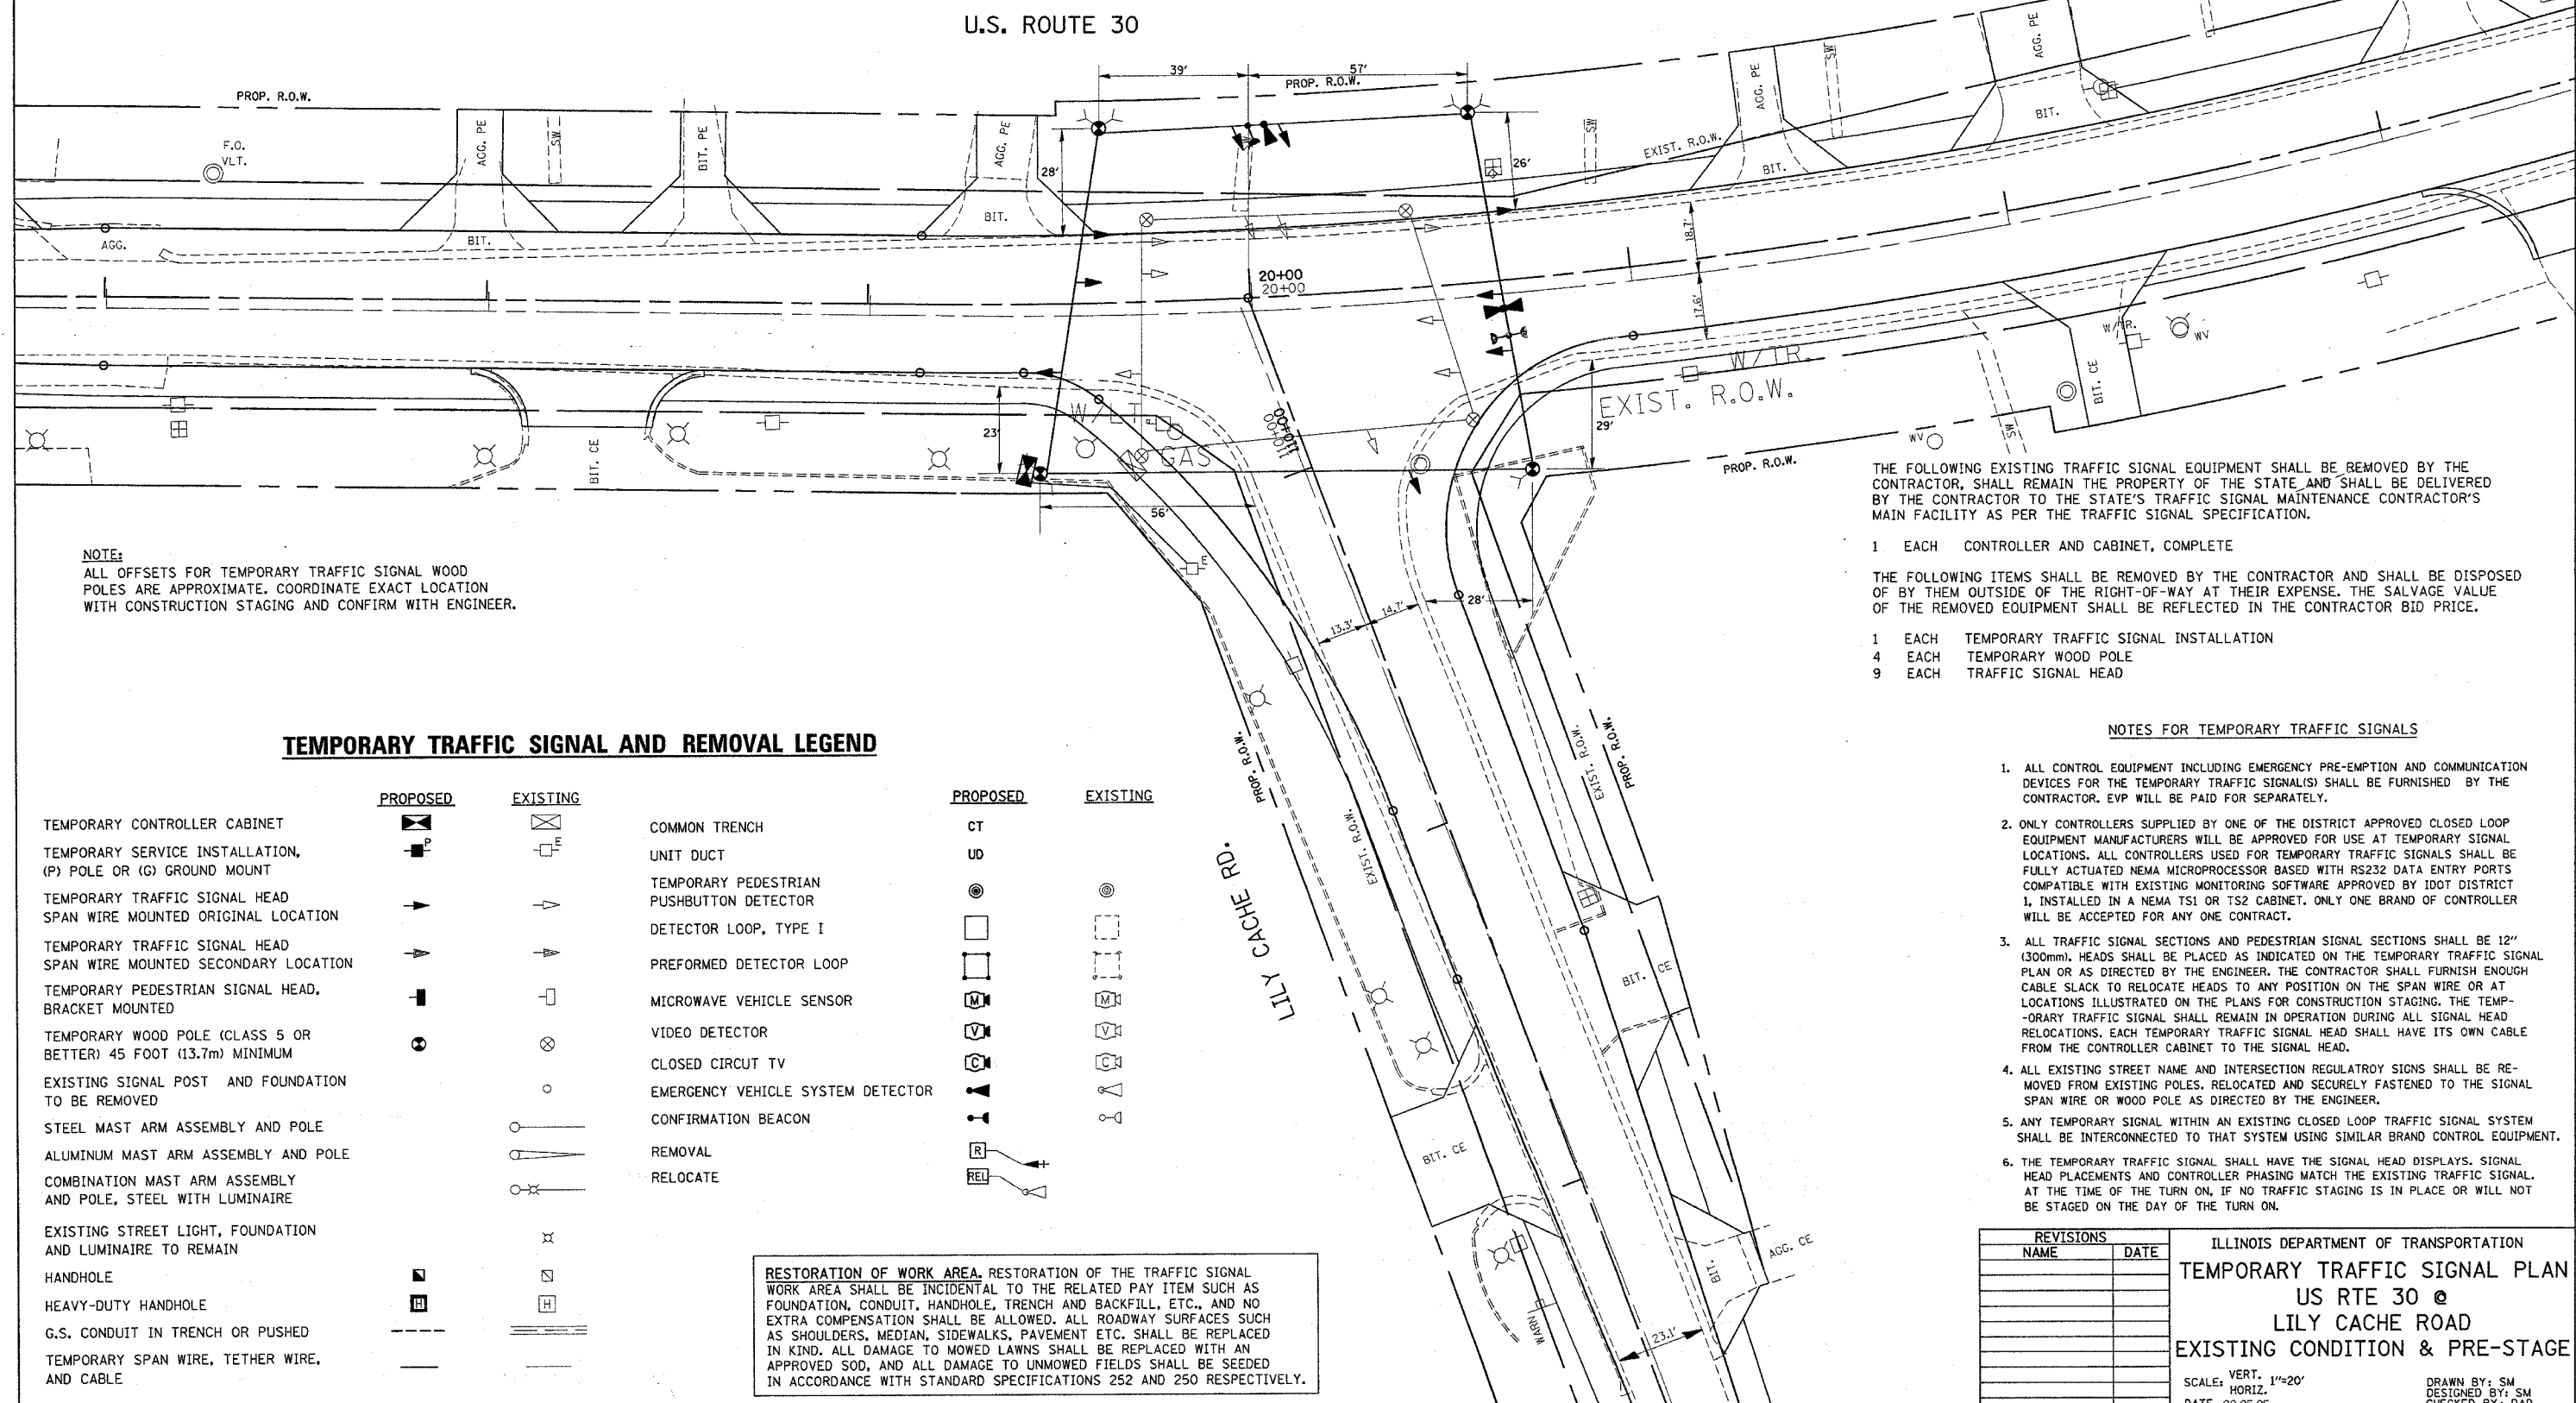 U.S. ROUTE 30
39'
57'
PROP. R.O.W.
PROP. R.O.W.
F.O.
VLT.
AGG. PE
SW
BIT. PE
AGG. PE
28'
26'
SW
EXIST. R.O.W.
AGG. PE
SW
AGG. PE
BIT.
BIT.
AGG.
BIT.
BIT.
18.7'
17.6'
20+00
20+00
W/TR.
W/TR.
WV
EXIST. R.O.W.
BIT. CE
110+00
110+00
W/LT
GAS
23'
29'
BIT. CE
56'
PROP. R.O.W.
WV
SW
E
14.7'
13.3'
28'
NOTE:
ALL OFFSETS FOR TEMPORARY TRAFFIC SIGNAL WOOD
POLES ARE APPROXIMATE. COORDINATE EXACT LOCATION
WITH CONSTRUCTION STAGING AND CONFIRM WITH ENGINEER.
THE FOLLOWING EXISTING TRAFFIC SIGNAL EQUIPMENT SHALL BE REMOVED BY THE
CONTRACTOR, SHALL REMAIN THE PROPERTY OF THE STATE AND SHALL BE DELIVERED
BY THE CONTRACTOR TO THE STATE'S TRAFFIC SIGNAL MAINTENANCE CONTRACTOR'S
MAIN FACILITY AS PER THE TRAFFIC SIGNAL SPECIFICATION.
1 EACH CONTROLLER AND CABINET, COMPLETE
THE FOLLOWING ITEMS SHALL BE REMOVED BY THE CONTRACTOR AND SHALL BE DISPOSED
OF BY THEM OUTSIDE OF THE RIGHT-OF-WAY AT THEIR EXPENSE. THE SALVAGE VALUE
OF THE REMOVED EQUIPMENT SHALL BE REFLECTED IN THE CONTRACTOR BID PRICE.
1 EACH TEMPORARY TRAFFIC SIGNAL INSTALLATION
4 EACH TEMPORARY WOOD POLE
9 EACH TRAFFIC SIGNAL HEAD
PROP. R.O.W.
EXIST. R.O.W.
EXIST. R.O.W.
PROP. R.O.W.
LILY CACHE RD.
BIT. CE
BIT. CE
BIT.
AGG. CE
WARN
23.1'
TEMPORARY TRAFFIC SIGNAL AND REMOVAL LEGEND
PROPOSED EXISTING
TEMPORARY CONTROLLER CABINET
TEMPORARY SERVICE INSTALLATION, P E
(P) POLE OR (G) GROUND MOUNT
TEMPORARY TRAFFIC SIGNAL HEAD
SPAN WIRE MOUNTED ORIGINAL LOCATION
TEMPORARY TRAFFIC SIGNAL HEAD
SPAN WIRE MOUNTED SECONDARY LOCATION
TEMPORARY PEDESTRIAN SIGNAL HEAD,
BRACKET MOUNTED
TEMPORARY WOOD POLE (CLASS 5 OR
BETTER) 45 FOOT (13.7m) MINIMUM
EXISTING SIGNAL POST AND FOUNDATION
TO BE REMOVED
STEEL MAST ARM ASSEMBLY AND POLE
ALUMINUM MAST ARM ASSEMBLY AND POLE
COMBINATION MAST ARM ASSEMBLY
AND POLE, STEEL WITH LUMINAIRE
EXISTING STREET LIGHT, FOUNDATION
AND LUMINAIRE TO REMAIN
HANDHOLE
HEAVY-DUTY HANDHOLE H H
G.S. CONDUIT IN TRENCH OR PUSHED
TEMPORARY SPAN WIRE, TETHER WIRE,
AND CABLE
PROPOSED EXISTING
COMMON TRENCH CT
UNIT DUCT UD
TEMPORARY PEDESTRIAN
PUSHBUTTON DETECTOR
DETECTOR LOOP, TYPE I
PREFORMED DETECTOR LOOP
MICROWAVE VEHICLE SENSOR M M
VIDEO DETECTOR V V
CLOSED CIRCUT TV C C
EMERGENCY VEHICLE SYSTEM DETECTOR
CONFIRMATION BEACON
REMOVAL R
RELOCATE REL
RESTORATION OF WORK AREA. RESTORATION OF THE TRAFFIC SIGNAL
WORK AREA SHALL BE INCIDENTAL TO THE RELATED PAY ITEM SUCH AS
FOUNDATION, CONDUIT, HANDHOLE, TRENCH AND BACKFILL, ETC., AND NO
EXTRA COMPENSATION SHALL BE ALLOWED. ALL ROADWAY SURFACES SUCH
AS SHOULDERS, MEDIAN, SIDEWALKS, PAVEMENT ETC. SHALL BE REPLACED
IN KIND. ALL DAMAGE TO MOWED LAWNS SHALL BE REPLACED WITH AN
APPROVED SOD, AND ALL DAMAGE TO UNMOWED FIELDS SHALL BE SEEDED
IN ACCORDANCE WITH STANDARD SPECIFICATIONS 252 AND 250 RESPECTIVELY.
NOTES FOR TEMPORARY TRAFFIC SIGNALS
1. ALL CONTROL EQUIPMENT INCLUDING EMERGENCY PRE-EMPTION AND COMMUNICATION
DEVICES FOR THE TEMPORARY TRAFFIC SIGNAL(S) SHALL BE FURNISHED BY THE
CONTRACTOR. EVP WILL BE PAID FOR SEPARATELY.
2. ONLY CONTROLLERS SUPPLIED BY ONE OF THE DISTRICT APPROVED CLOSED LOOP
EQUIPMENT MANUFACTURERS WILL BE APPROVED FOR USE AT TEMPORARY SIGNAL
LOCATIONS. ALL CONTROLLERS USED FOR TEMPORARY TRAFFIC SIGNALS SHALL BE
FULLY ACTUATED NEMA MICROPROCESSOR BASED WITH RS232 DATA ENTRY PORTS
COMPATIBLE WITH EXISTING MONITORING SOFTWARE APPROVED BY IDOT DISTRICT
1, INSTALLED IN A NEMA TS1 OR TS2 CABINET. ONLY ONE BRAND OF CONTROLLER
WILL BE ACCEPTED FOR ANY ONE CONTRACT.
3. ALL TRAFFIC SIGNAL SECTIONS AND PEDESTRIAN SIGNAL SECTIONS SHALL BE 12"
(300mm). HEADS SHALL BE PLACED AS INDICATED ON THE TEMPORARY TRAFFIC SIGNAL
PLAN OR AS DIRECTED BY THE ENGINEER. THE CONTRACTOR SHALL FURNISH ENOUGH
CABLE SLACK TO RELOCATE HEADS TO ANY POSITION ON THE SPAN WIRE OR AT
LOCATIONS ILLUSTRATED ON THE PLANS FOR CONSTRUCTION STAGING. THE TEMP-
-ORARY TRAFFIC SIGNAL SHALL REMAIN IN OPERATION DURING ALL SIGNAL HEAD
RELOCATIONS. EACH TEMPORARY TRAFFIC SIGNAL HEAD SHALL HAVE ITS OWN CABLE
FROM THE CONTROLLER CABINET TO THE SIGNAL HEAD.
4. ALL EXISTING STREET NAME AND INTERSECTION REGULATROY SIGNS SHALL BE RE-
MOVED FROM EXISTING POLES, RELOCATED AND SECURELY FASTENED TO THE SIGNAL
SPAN WIRE OR WOOD POLE AS DIRECTED BY THE ENGINEER.
5. ANY TEMPORARY SIGNAL WITHIN AN EXISTING CLOSED LOOP TRAFFIC SIGNAL SYSTEM
SHALL BE INTERCONNECTED TO THAT SYSTEM USING SIMILAR BRAND CONTROL EQUIPMENT.
6. THE TEMPORARY TRAFFIC SIGNAL SHALL HAVE THE SIGNAL HEAD DISPLAYS, SIGNAL
HEAD PLACEMENTS AND CONTROLLER PHASING MATCH THE EXISTING TRAFFIC SIGNAL.
AT THE TIME OF THE TURN ON, IF NO TRAFFIC STAGING IS IN PLACE OR WILL NOT
BE STAGED ON THE DAY OF THE TURN ON.
REVISIONS
NAME DATE
ILLINOIS DEPARTMENT OF TRANSPORTATION
TEMPORARY TRAFFIC SIGNAL PLAN
US RTE 30 @
LILY CACHE ROAD
EXISTING CONDITION & PRE-STAGE
SCALE: VERT. 1"=20'
HORIZ.
DRAWN BY: SM
DESIGNED BY: SM